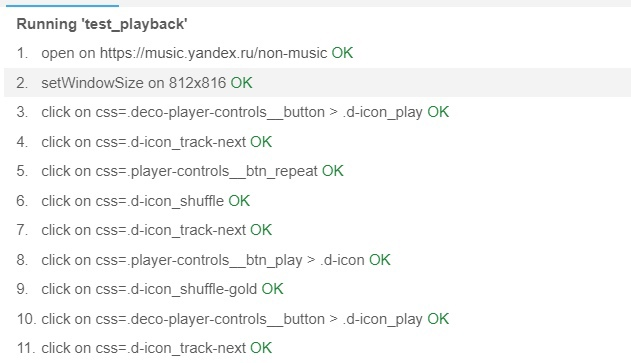 Running 'test_playback'
1. open on https://music.yandex.ru/non-music OK
2. setWindowSize on 812x816 OK
3. click on css=.deco-player-controls__button > .d-icon_play OK
4. click on css=.d-icon_track-next OK
5. click on css=.player-controls__btn_repeat OK
6. click on css=.d-icon_shuffle OK
7. click on css=.d-icon_track-next OK
8. click on css=.player-controls__btn_play > .d-icon OK
9. click on css=.d-icon_shuffle-gold OK
10. click on css=.deco-player-controls__button > .d-icon_play OK
11. click on css=.d-icon_track-next OK